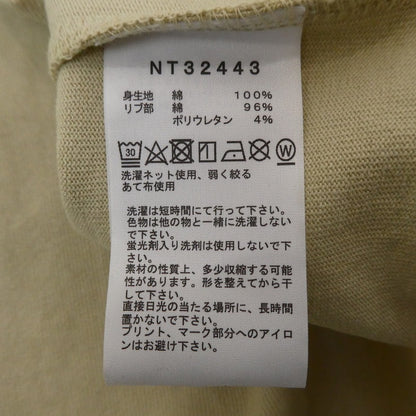 NT32443
身生地 綿 100%
リブ部 綿 96%
ポリウレタン 4%
30
W
洗濯ネット使用、弱く絞る
あて布使用
洗濯は短時間にて行って下さい。
色物は他の物と一緒に洗濯しない
で下さい。
蛍光剤入り洗剤は使用しないで下
さい。
素材の性質上、多少収縮する可能
性があります。形を整えてから干
して下さい。
直接日光の当たる場所に、長時間
置かないで下さい。
プリント、マーク部分へのアイロ
ンはお避け下さい。